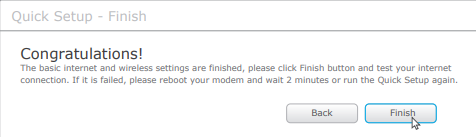 Quick Setup - Finish
Congratulations!
The basic internet and wireless settings are finished, please click Finish button and test your internet
connection. If it is failed, please reboot your modem and wait 2 minutes or run the Quick Setup again.
Back
Finish